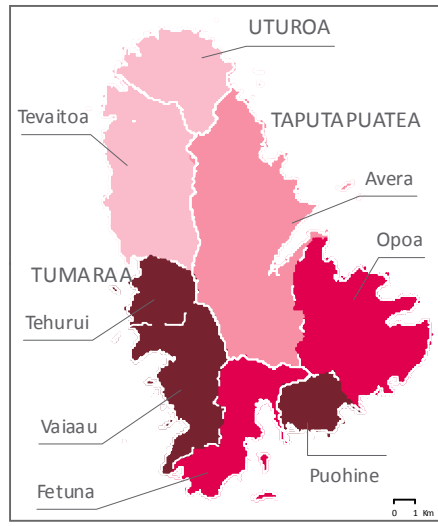 UTUROA
Tevaitoa
TAPUTAPUATEA
Avera
Opoa
TUMARAA
Tehurui
Vaiaau
Puohine
Fetuna
0 1 Km